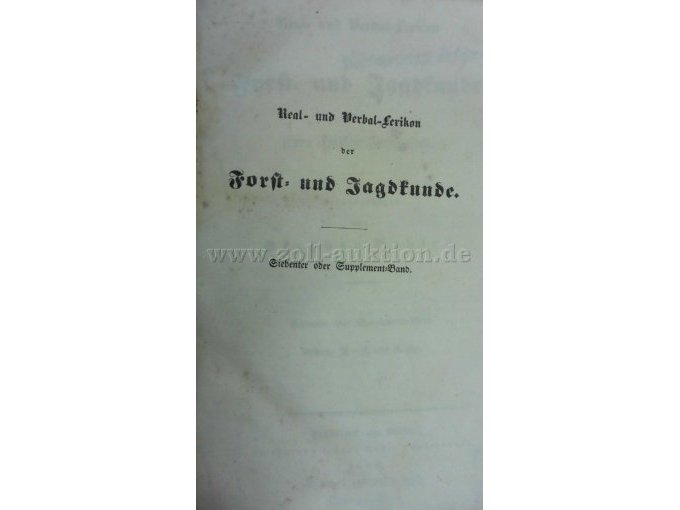 Real- und Verbal-Lexikon
der
Forst- und Jagdkunde.
www.zoll-auktion.de
Siebenter oder Supplement-Band.